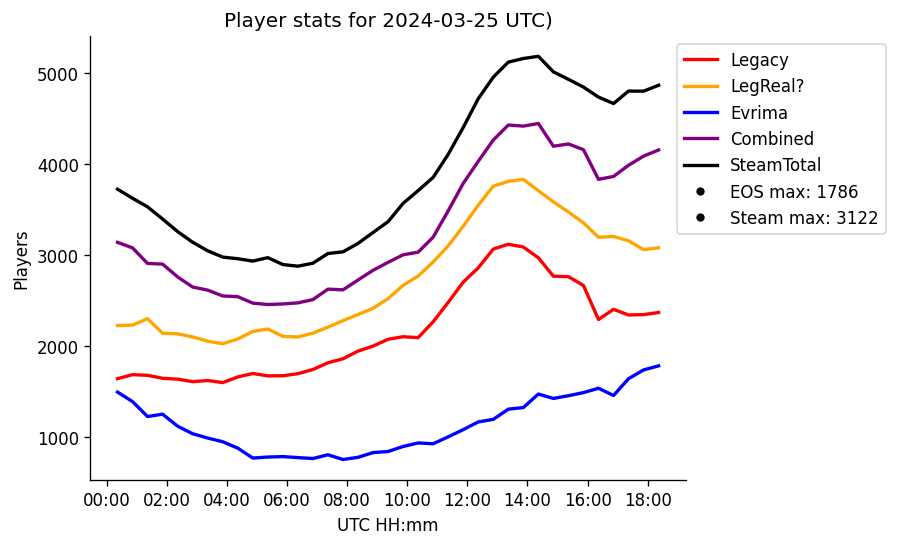 Player stats for 2024-03-25 UTC)
Players
5000
4000
3000
2000
1000
00:00 02:00 04:00 06:00 08:00 10:00 12:00 14:00 16:00 18:00
UTC HH:mm
Legacy
LegReal?
Evrima
Combined
SteamTotal
EOS max: 1786
Steam max: 3122